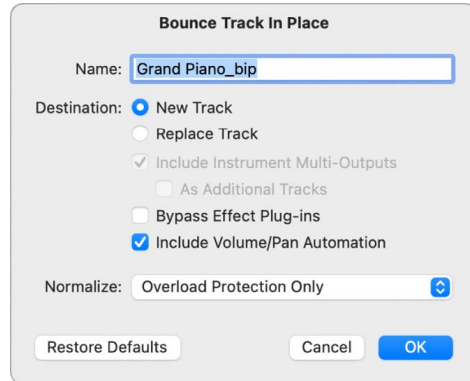 Bounce Track In Place
Name: Grand Piano_bip
Destination: New Track
Replace Track
Include Instrument Multi-Outputs
As Additional Tracks
Bypass Effect Plug-ins
Include Volume/Pan Automation
Normalize: Overload Protection Only
Restore Defaults Cancel OK